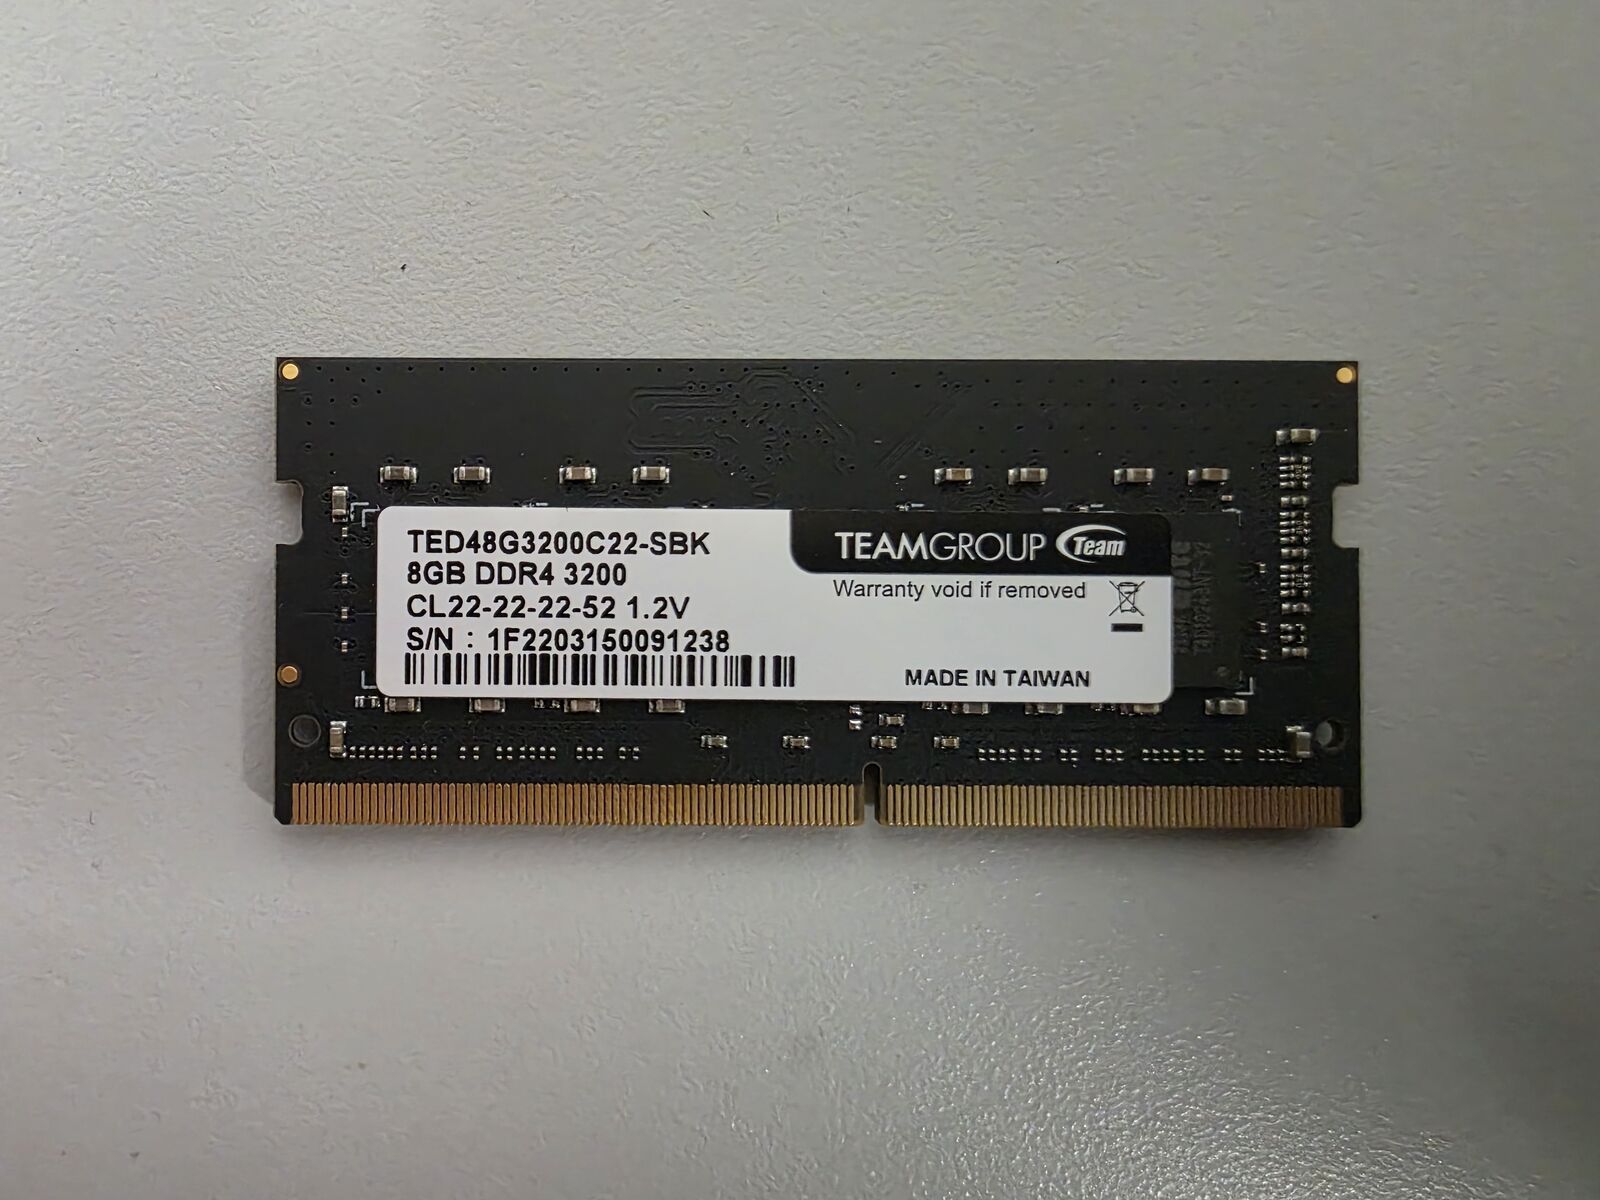 TED48G3200C22-SBK
8GB DDR4 3200
CL22-22-22-52 1.2V
S/N : 1F2203150091238
TEAMGROUP Team
Warranty void if removed
MADE IN TAIWAN